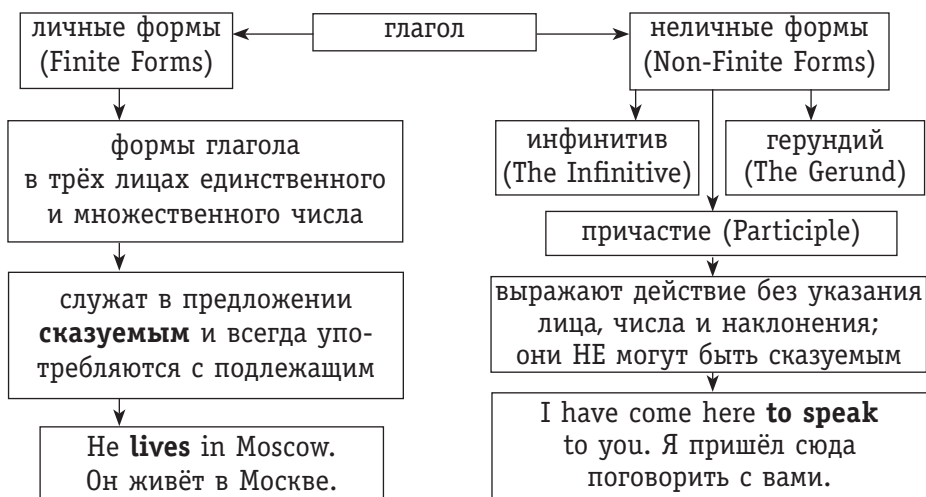 глагол
личные формы
(Finite Forms)
формы глагола
в трёх лицах единственного
и множественного числа
служат в предложении
сказуемым и всегда упо-
требляются с подлежащим
He lives in Moscow.
Он живёт в Москве.
неличные формы
(Non-Finite Forms)
инфинитив
(The Infinitive)
герундий
(The Gerund)
причастие (Participle)
выражают действие без указания
лица, числа и наклонения;
они НЕ могут быть сказуемым
I have come here to speak
to you. Я пришёл сюда
поговорить с вами.